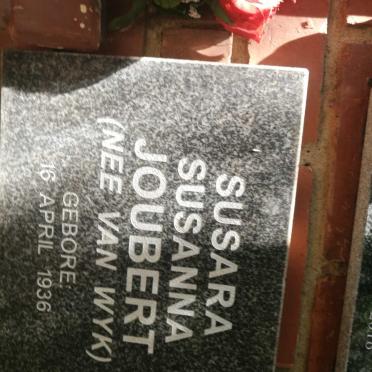 SUSARA
SUSANNA
JOUBERT
(NEE VAN WYK)
GEBORE
16 APRIL 1936